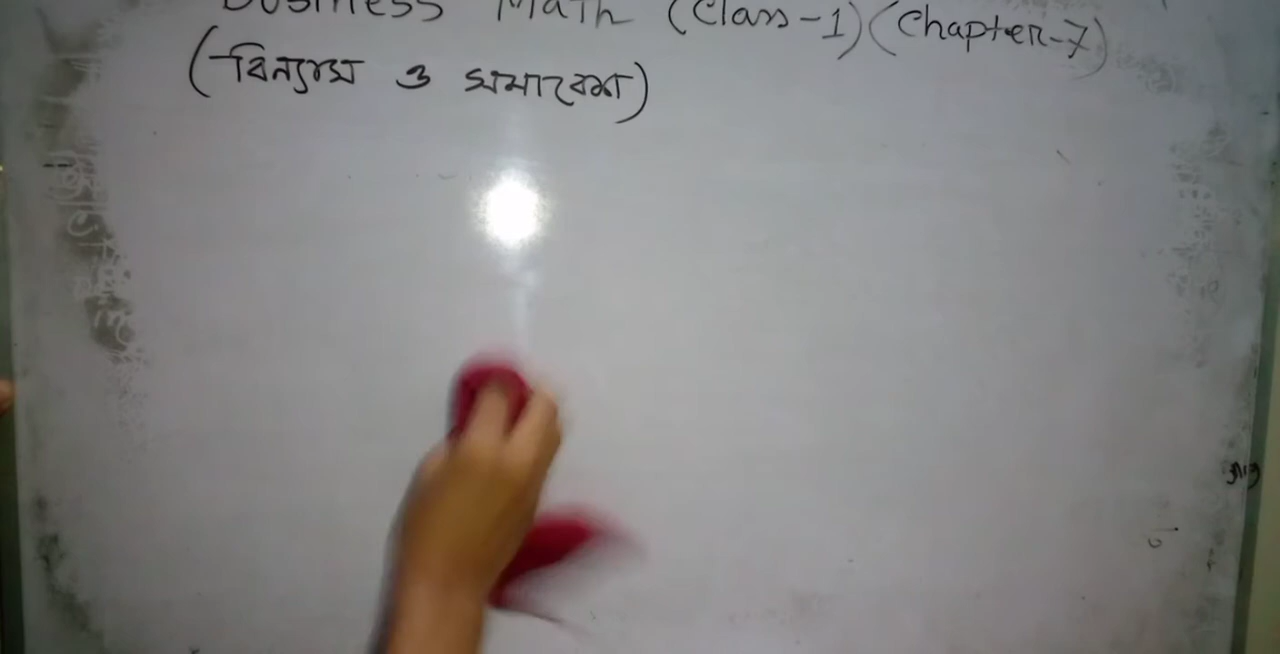 Business Math (Class-1) (Chapter-7)
(বিন্যাস ও সমাবেশ)